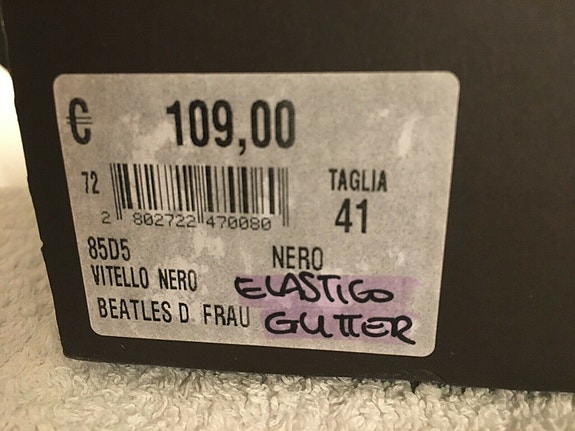 € 109,00
72
TAGLIA
41
2 802722 470080
85D5 NERO
VITELLO NERO ELASTICO
BEATLES D FRAU GLITTER